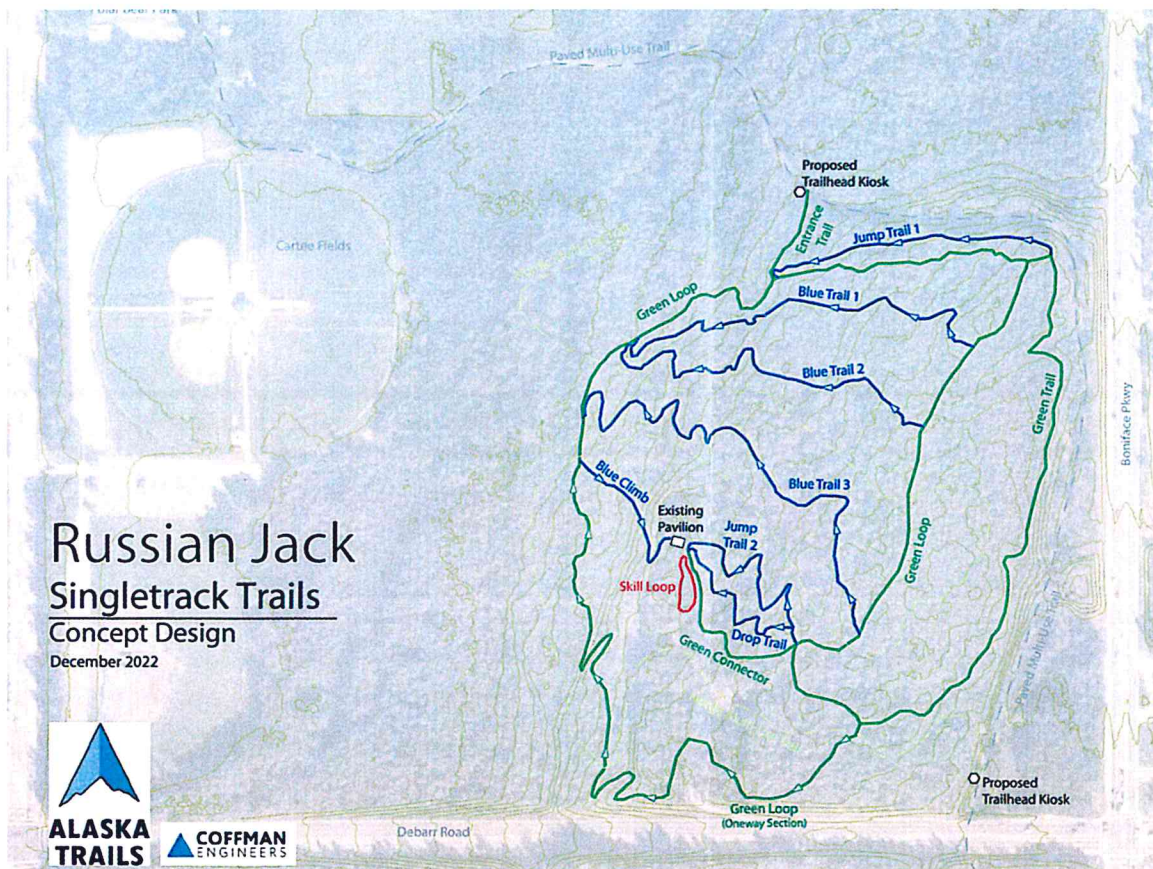 Polar Bear Park
Paved Multi-Use Trail
Proposed
Trailhead Kiosk
Entrance
Trail
Jump Trail 1
Cartee Fields
Green Loop
Blue Trail 1
Blue Trail 2
Green Trail
Boniface Pkwy
Blue Climb
Blue Trail 3
Existing
Pavilion
Jump
Trail 2
Green Loop
Skill Loop
Drop Trail
Green Connector
Paved Multi-Use Trail
Russian Jack
Singletrack Trails
Concept Design
December 2022
Proposed
Trailhead Kiosk
Green Loop
(Oneway Section)
Debarr Road
ALASKA
TRAILS
COFFMAN
ENGINEERS